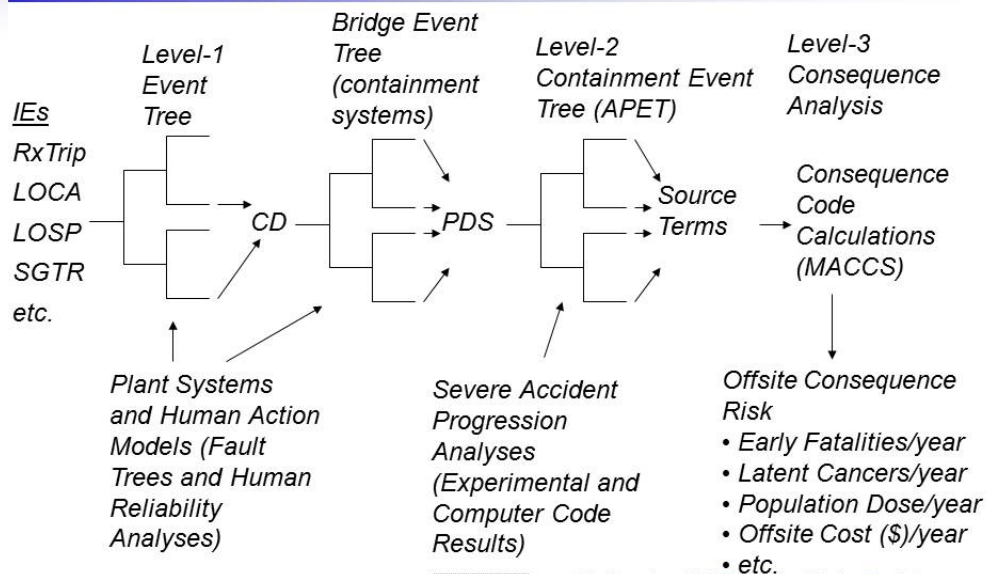 Level-1
Event
Tree
Bridge Event
Tree
(containment
systems)
Level-2
Containment Event
Tree (APET)
Level-3
Consequence
Analysis
IEs
RxTrip
LOCA
LOSP
SGTR
etc.
CD
PDS
Source
Terms
Consequence
Code
Calculations
(MACCS)
Plant Systems
and Human Action
Models (Fault
Trees and Human
Reliability
Analyses)
Severe Accident
Progression
Analyses
(Experimental and
Computer Code
Results)
Offsite Consequence
Risk
• Early Fatalities/year
• Latent Cancers/year
• Population Dose/year
• Offsite Cost ($)/year
• etc.